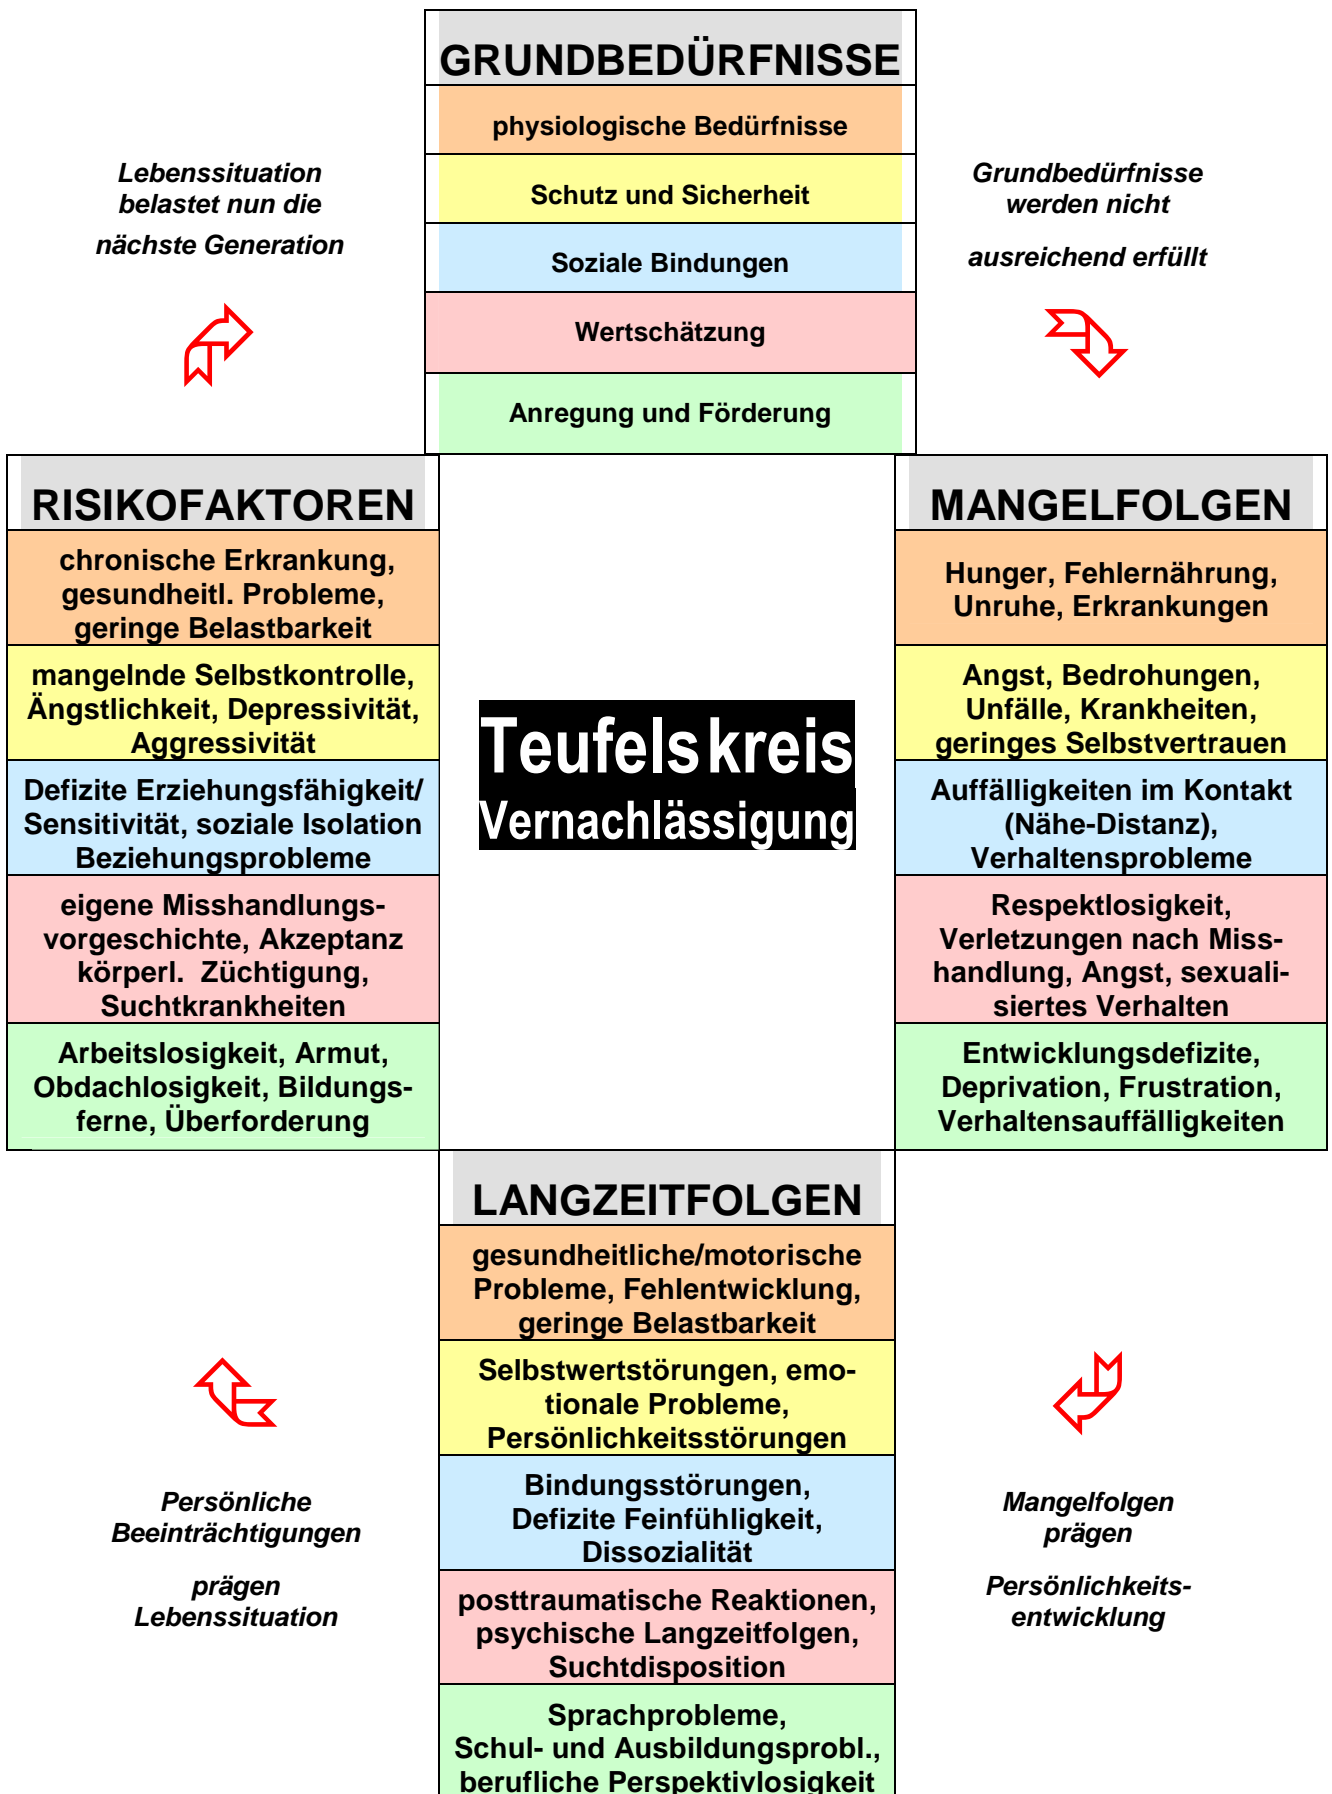 GRUNDBEDÜRFNISSE
physiologische Bedürfnisse
Schutz und Sicherheit
Soziale Bindungen
Wertschätzung
Anregung und Förderung
Lebenssituation
belastet nun die
nächste Generation
Grundbedürfnisse
werden nicht
ausreichend erfüllt
RISIKOFAKTOREN
chronische Erkrankung,
gesundheitl. Probleme,
geringe Belastbarkeit
mangelnde Selbstkontrolle,
Ängstlichkeit, Depressivität,
Aggressivität
Defizite Erziehungsfähigkeit/
Sensitivität, soziale Isolation
Beziehungsprobleme
eigene Misshandlungs-
vorgeschichte, Akzeptanz
körperl. Züchtigung,
Suchtkrankheiten
Arbeitslosigkeit, Armut,
Obdachlosigkeit, Bildungs-
ferne, Überforderung
Teufelskreis
Vernachlässigung
MANGELFOLGEN
Hunger, Fehlernährung,
Unruhe, Erkrankungen
Angst, Bedrohungen,
Unfälle, Krankheiten,
geringes Selbstvertrauen
Auffälligkeiten im Kontakt
(Nähe-Distanz),
Verhaltensprobleme
Respektlosigkeit,
Verletzungen nach Miss-
handlung, Angst, sexuali-
siertes Verhalten
Entwicklungsdefizite,
Deprivation, Frustration,
Verhaltensauffälligkeiten
LANGZEITFOLGEN
gesundheitliche/motorische
Probleme, Fehlentwicklung,
geringe Belastbarkeit
Selbstwertstörungen, emo-
tionale Probleme,
Persönlichkeitsstörungen
Bindungsstörungen,
Defizite Feinfühligkeit,
Dissozialität
posttraumatische Reaktionen,
psychische Langzeitfolgen,
Suchtdisposition
Sprachprobleme,
Schul- und Ausbildungsprobl.,
berufliche Perspektivlosigkeit
Persönliche
Beeinträchtigungen
prägen
Lebenssituation
Mangelfolgen
prägen
Persönlichkeits-
entwicklung